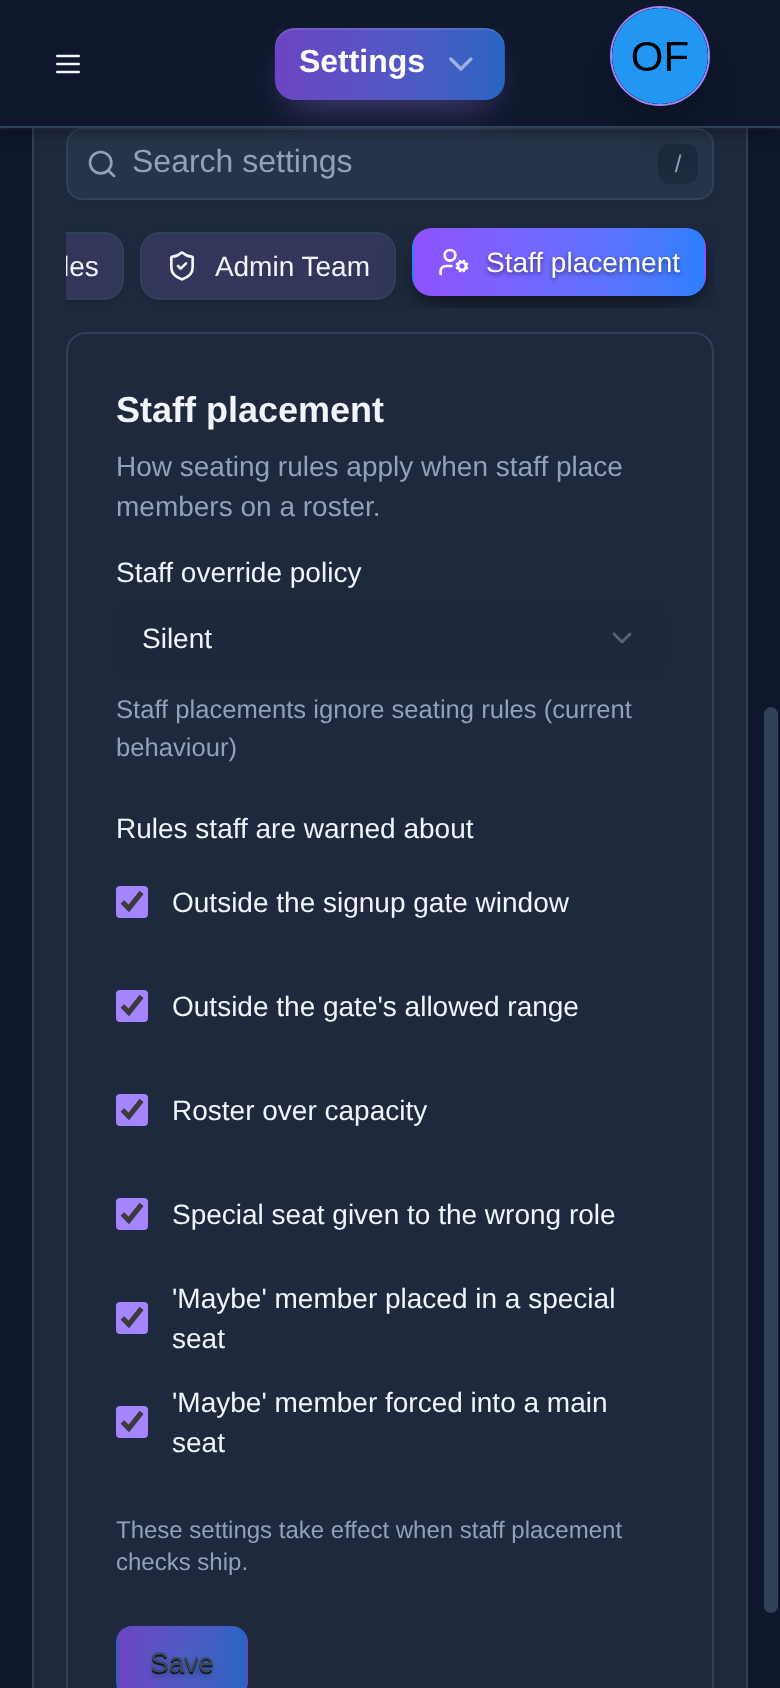 Settings
OF
Search settings
/
les
Admin Team
Staff placement
Staff placement
How seating rules apply when staff place
members on a roster.
Staff override policy
Silent
Staff placements ignore seating rules (current
behaviour)
Rules staff are warned about
Outside the signup gate window
Outside the gate's allowed range
Roster over capacity
Special seat given to the wrong role
'Maybe' member placed in a special
seat
'Maybe' member forced into a main
seat
These settings take effect when staff placement
checks ship.
Save